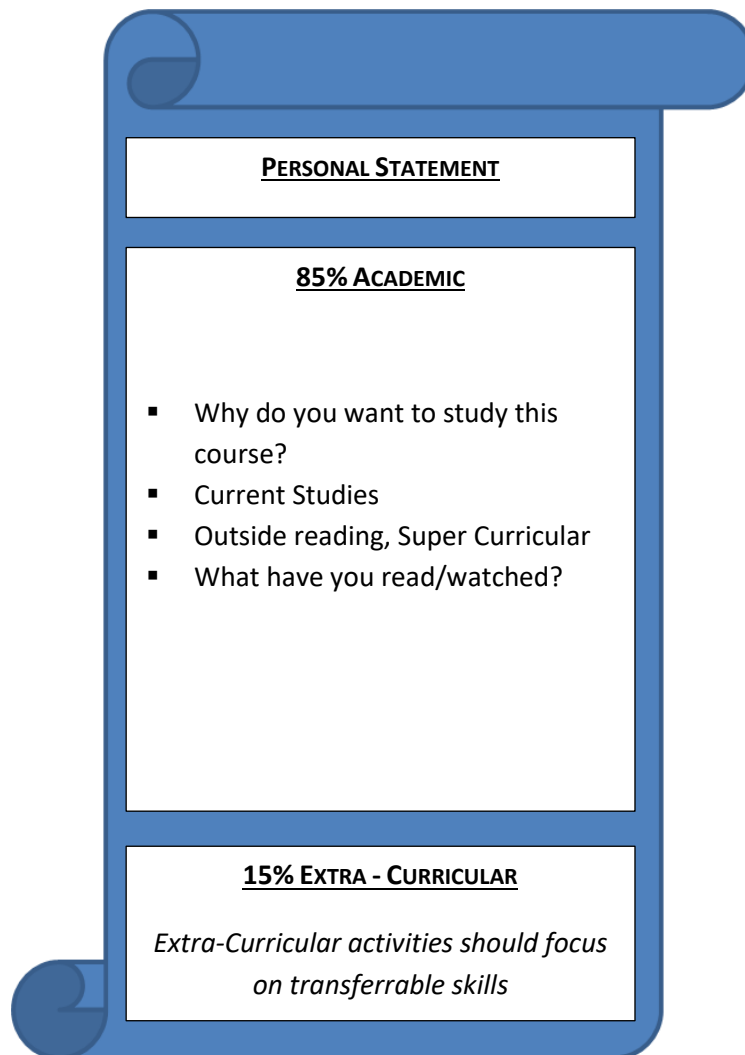 PERSONAL STATEMENT
85% ACADEMIC
▪ Why do you want to study this
course?
▪ Current Studies
▪ Outside reading, Super Curricular
▪ What have you read/watched?
15% EXTRA - CURRICULAR
Extra-Curricular activities should focus
on transferrable skills